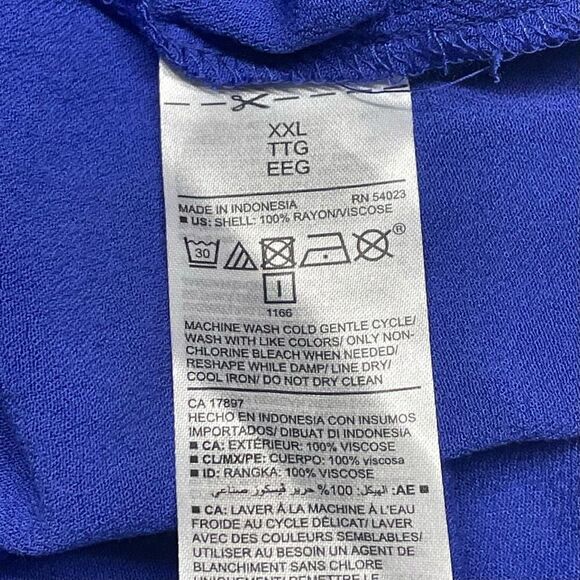 XXL
TTG
EEG
MADE IN INDONESIA RN 54023
■ US: SHELL: 100% RAYON/VISCOSE
30
®
I
1166
MACHINE WASH COLD GENTLE CYCLE/
WASH WITH LIKE COLORS/ ONLY NON-
CHLORINE BLEACH WHEN NEEDED/
RESHAPE WHILE DAMP/ LINE DRY/
COOL IRON/ DO NOT DRY CLEAN
CA 17897
HECHO EN INDONESIA CON INSUMOS
IMPORTADOS/ DIBUAT DI INDONESIA
■ CA: EXTÉRIEUR: 100% VISCOSE
■ CL/MX/PE: CUERPO: 100% viscosa
■ ID: RANGKA: 100% VISCOSE
■ AE: الهيكل: 100% حرير ڤيسكوز صناعي
■ CA: LAVER À LA MACHINE À L'EAU
FROIDE AU CYCLE DÉLICAT/ LAVER
AVEC DES COULEURS SEMBLABLES/
UTILISER AU BESOIN UN AGENT DE
BLANCHIMENT SANS CHLORE
UNIQUEMENT/ REMETTRE EN